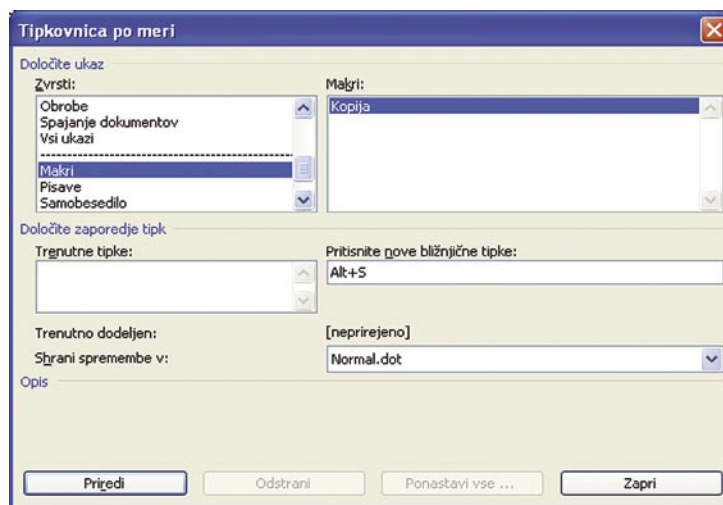 Tipkovnica po meri
Določite ukaz
Zvrsti:
Makri:
Obrobe
Spajanje dokumentov
Vsi ukazi
Makri
Pisave
Samobesedilo
Kopija
Določite zaporedje tipk
Trenutne tipke:
Pritisnite nove bližnjične tipke:
Alt+S
Trenutno dodeljen:
[neprirejeno]
Shrani spremembe v:
Normal.dot
Opis
Priredi
Odstrani
Ponastavi vse ...
Zapri